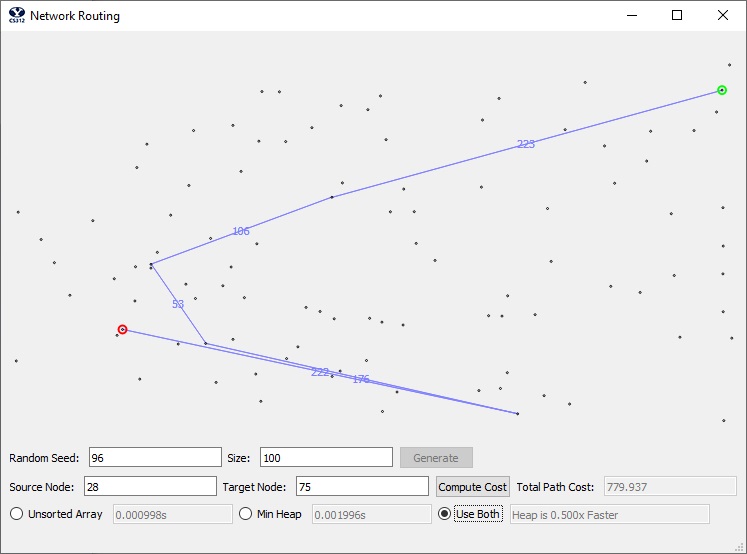 CS312 Network Routing
223
106
53
222 176
Random Seed: 96 Size: 100 Generate
Source Node: 28 Target Node: 75 Compute Cost Total Path Cost: 779.937
Unsorted Array 0.000998s Min Heap 0.001996s Use Both Heap is 0.500x Faster